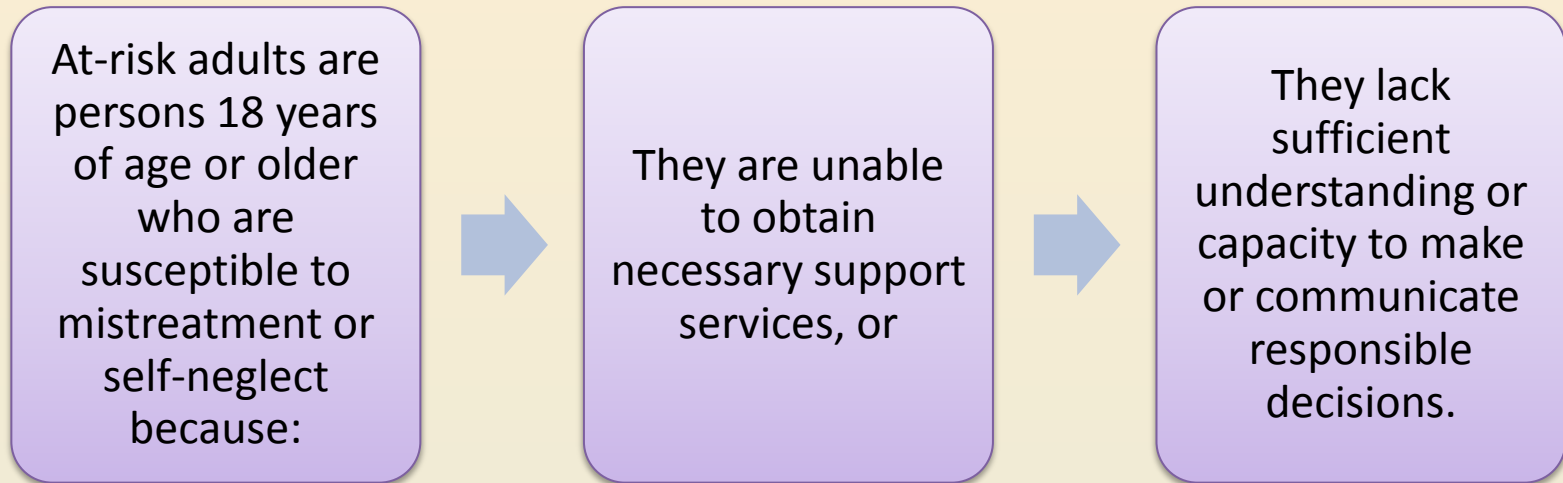 At-risk adults are
persons 18 years
of age or older
who are
susceptible to
mistreatment or
self-neglect
because:
They are unable
to obtain
necessary support
services, or
They lack
sufficient
understanding or
capacity to make
or communicate
responsible
decisions.